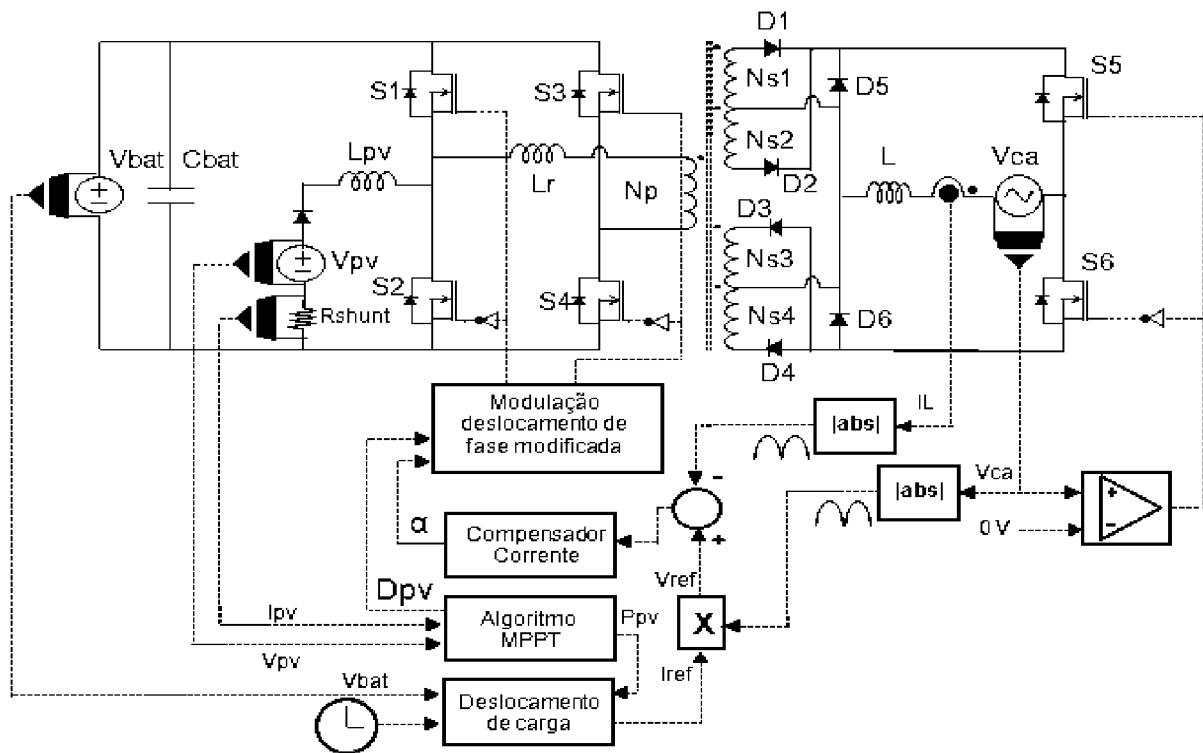 D1
S1
S3
Ns1
D5
S5
Vbat
Cbat
Lpv
Lr
Np
Ns2
D2
L
Vca
D3
Vpv
S2
S4
Ns3
S6
Rshunt
Ns4
D6
D4
Modulação
deslocamento de
fase modificada
|abs|
IL
-
|abs|
Vca
+
-
0 V
α
Compensador
Corrente
+
Vref
Dpv
Ipv
Algoritmo
MPPT
Ppv
X
Vpv
Iref
Vbat
Deslocamento
de carga